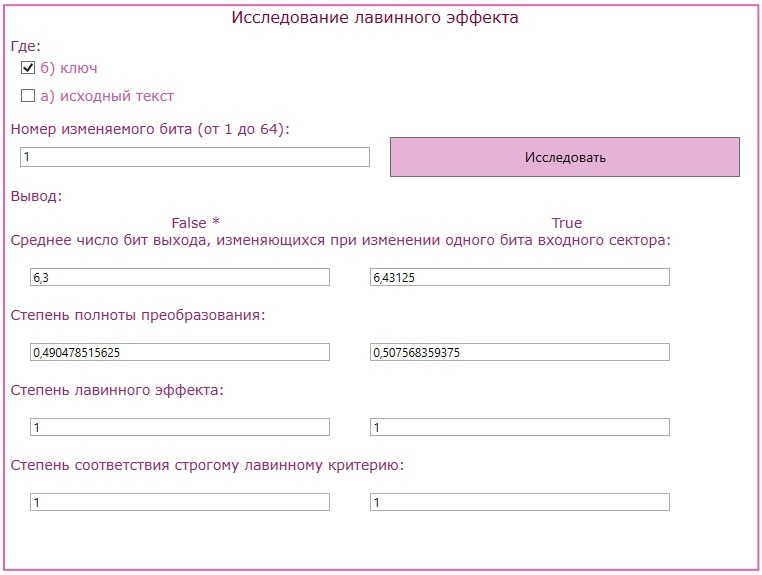 Исследование лавинного эффекта
Где:
б) ключ
а) исходный текст
Номер изменяемого бита (от 1 до 64):
1
Исследовать
Вывод:
False * True
Среднее число бит выхода, изменяющихся при изменении одного бита входного сектора:
6,3 6,43125
Степень полноты преобразования:
0,490478515625 0,507568359375
Степень лавинного эффекта:
1 1
Степень соответствия строгому лавинному критерию:
1 1